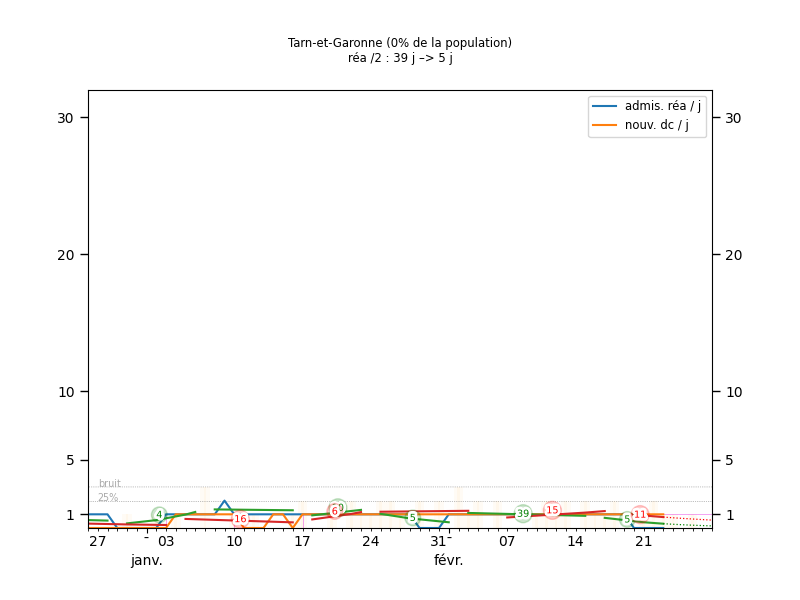 Tarn-et-Garonne (0% de la population)
réa /2 : 39 j –> 5 j
admis. réa / j
nouv. dc / j
30 30
20 20
10 10
5 5
bruit
25%
1 1
4 16 6 5 39 15 5 11
27 - 03 10 17 24 31- 07 14 21
janv. févr.